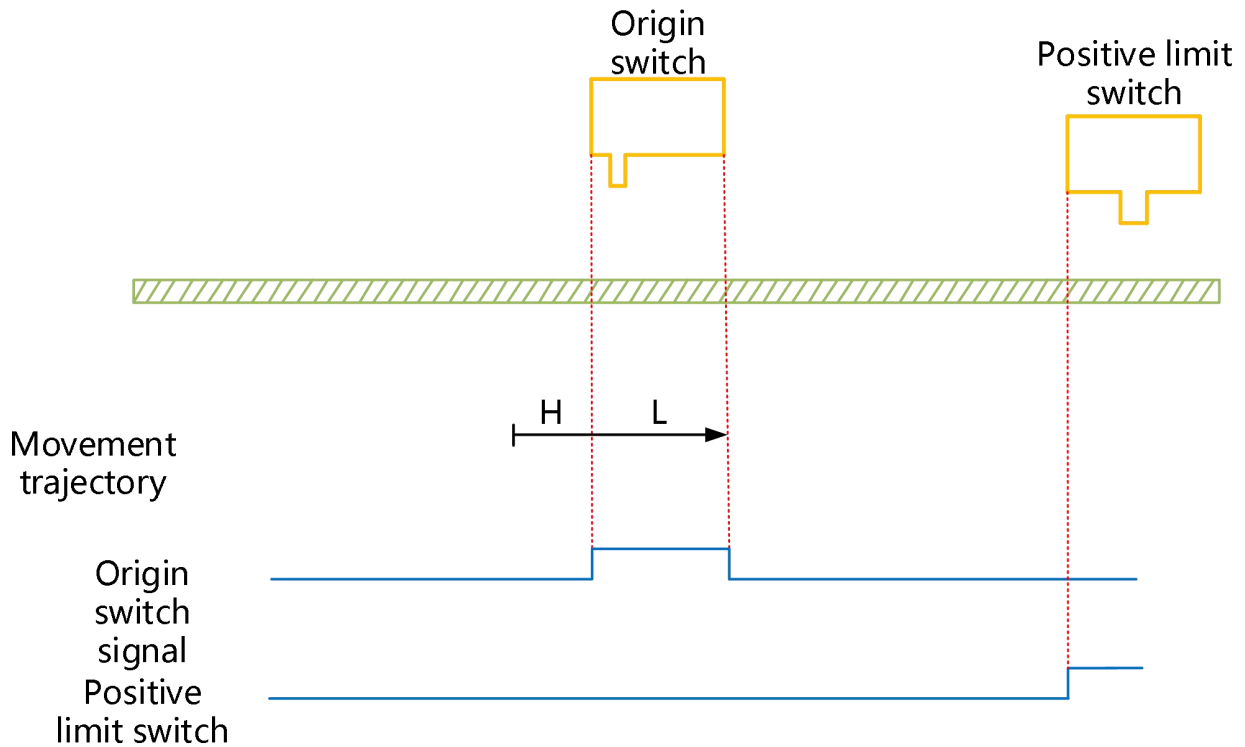 Origin
switch
Positive limit
switch
H
L
Movement
trajectory
Origin
switch
signal
Positive
limit switch